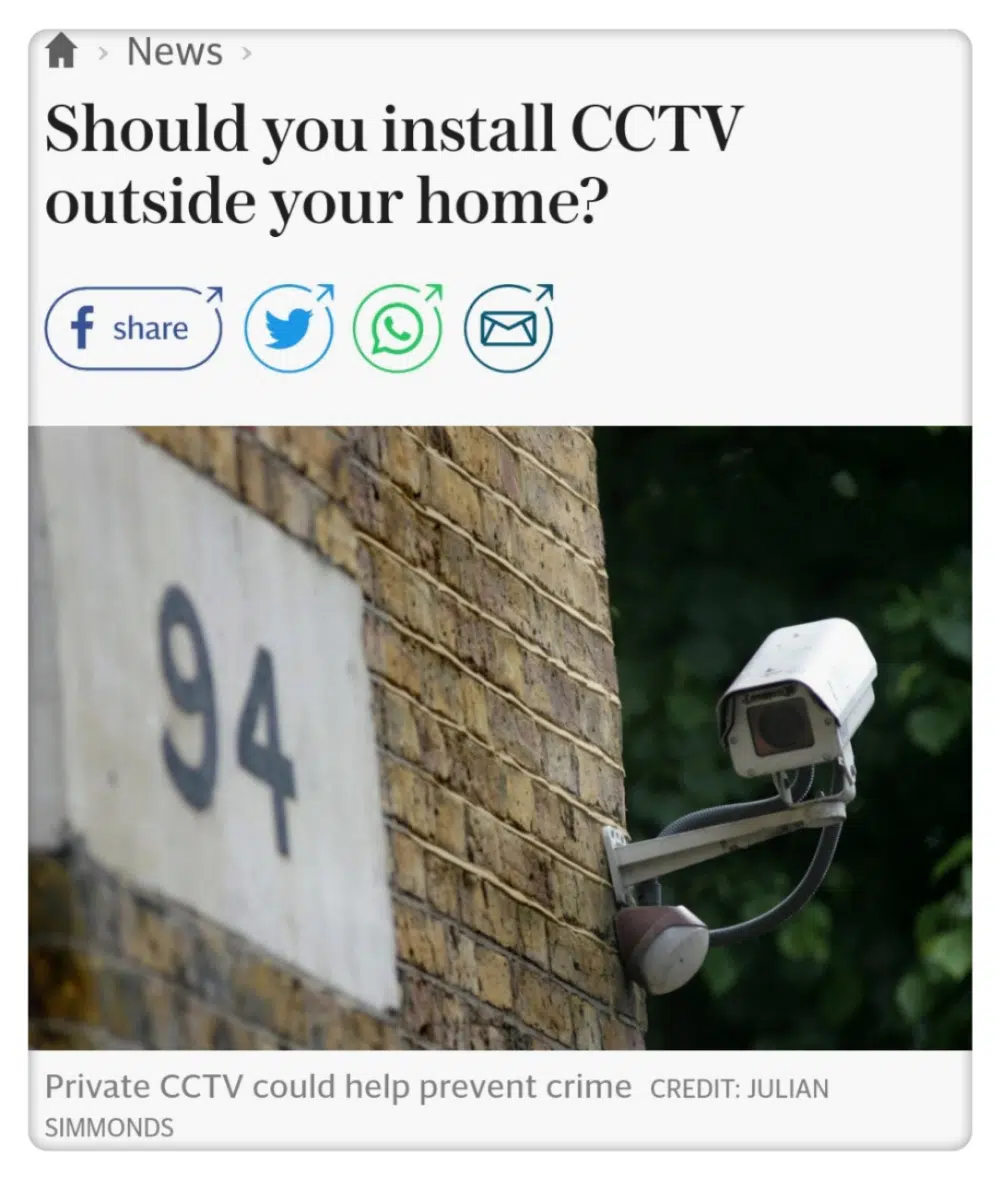 News
Should you install CCTV
outside your home?
share
94
Private CCTV could help prevent crime CREDIT: JULIAN
SIMMONDS